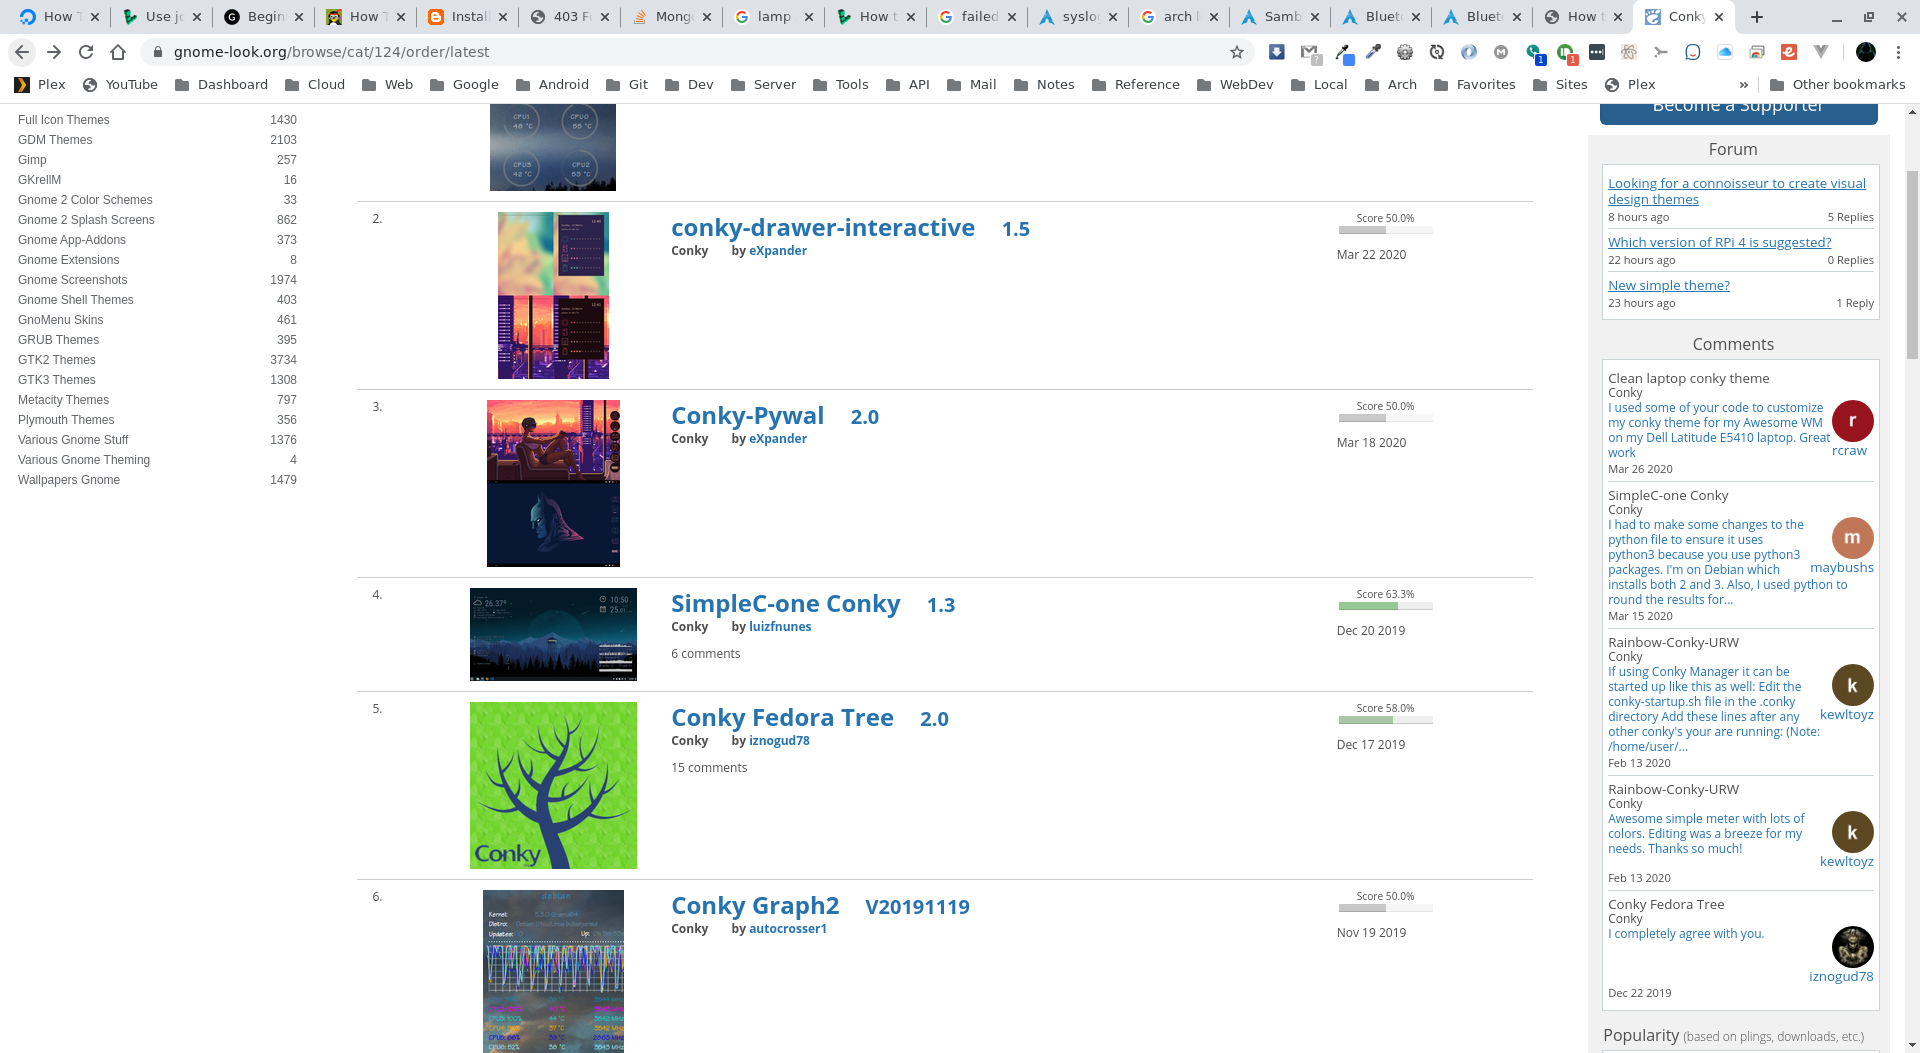 How T
Use jo
Begin
How T
Instal
403 Fo
Mongo
lamp
How t
failed
syslog
arch l
Samb
Bluet
Bluet
How t
Conky
gnome-look.org/browse/cat/124/order/latest
Plex YouTube Dashboard Cloud Web Google Android Git Dev Server Tools API Mail Notes Reference WebDev Local Arch Favorites Sites Plex » Other bookmarks
Full Icon Themes 1430
GDM Themes 2103
Gimp 257
GKrellM 16
Gnome 2 Color Schemes 33
Gnome 2 Splash Screens 862
Gnome App-Addons 373
Gnome Extensions 8
Gnome Screenshots 1974
Gnome Shell Themes 403
GnoMenu Skins 461
GRUB Themes 395
GTK2 Themes 3734
GTK3 Themes 1308
Metacity Themes 797
Plymouth Themes 356
Various Gnome Stuff 1376
Various Gnome Theming 4
Wallpapers Gnome 1479
CPU1 CPU0
CPU3 CPU2
2.
conky-drawer-interactive 1.5
Conky by eXpander
Score 50.0%
Mar 22 2020
3.
Conky-Pywal 2.0
Conky by eXpander
Score 50.0%
Mar 18 2020
4.
26.37°
10:50
SimpleC-one Conky 1.3
Conky by luizfnunes
6 comments
Score 63.3%
Dec 20 2019
5.
Conky
Conky Fedora Tree 2.0
Conky by iznogud78
15 comments
Score 58.0%
Dec 17 2019
6.
debian
Kernel:
Distro:
Updates: Up:
Conky Graph2 V20191119
Conky by autocrosser1
Score 50.0%
Nov 19 2019
Become a Supporter
Forum
Looking for a connoisseur to create visual
design themes
8 hours ago 5 Replies
Which version of RPi 4 is suggested?
22 hours ago 0 Replies
New simple theme?
23 hours ago 1 Reply
Comments
Clean laptop conky theme
Conky
I used some of your code to customize
my conky theme for my Awesome WM
on my Dell Latitude E5410 laptop. Great
work
r
rcraw
Mar 26 2020
SimpleC-one Conky
Conky
I had to make some changes to the
python file to ensure it uses
python3 because you use python3
packages. I'm on Debian which
installs both 2 and 3. Also, I used python to
round the results for...
m
maybushs
Mar 15 2020
Rainbow-Conky-URW
Conky
If using Conky Manager it can be
started up like this as well: Edit the
conky-startup.sh file in the .conky
directory Add these lines after any
other conky's your are running: (Note:
/home/user/...
k
kewltoyz
Feb 13 2020
Rainbow-Conky-URW
Conky
Awesome simple meter with lots of
colors. Editing was a breeze for my
needs. Thanks so much!
k
kewltoyz
Feb 13 2020
Conky Fedora Tree
Conky
I completely agree with you.
iznogud78
Dec 22 2019
Popularity (based on plings, downloads, etc.)